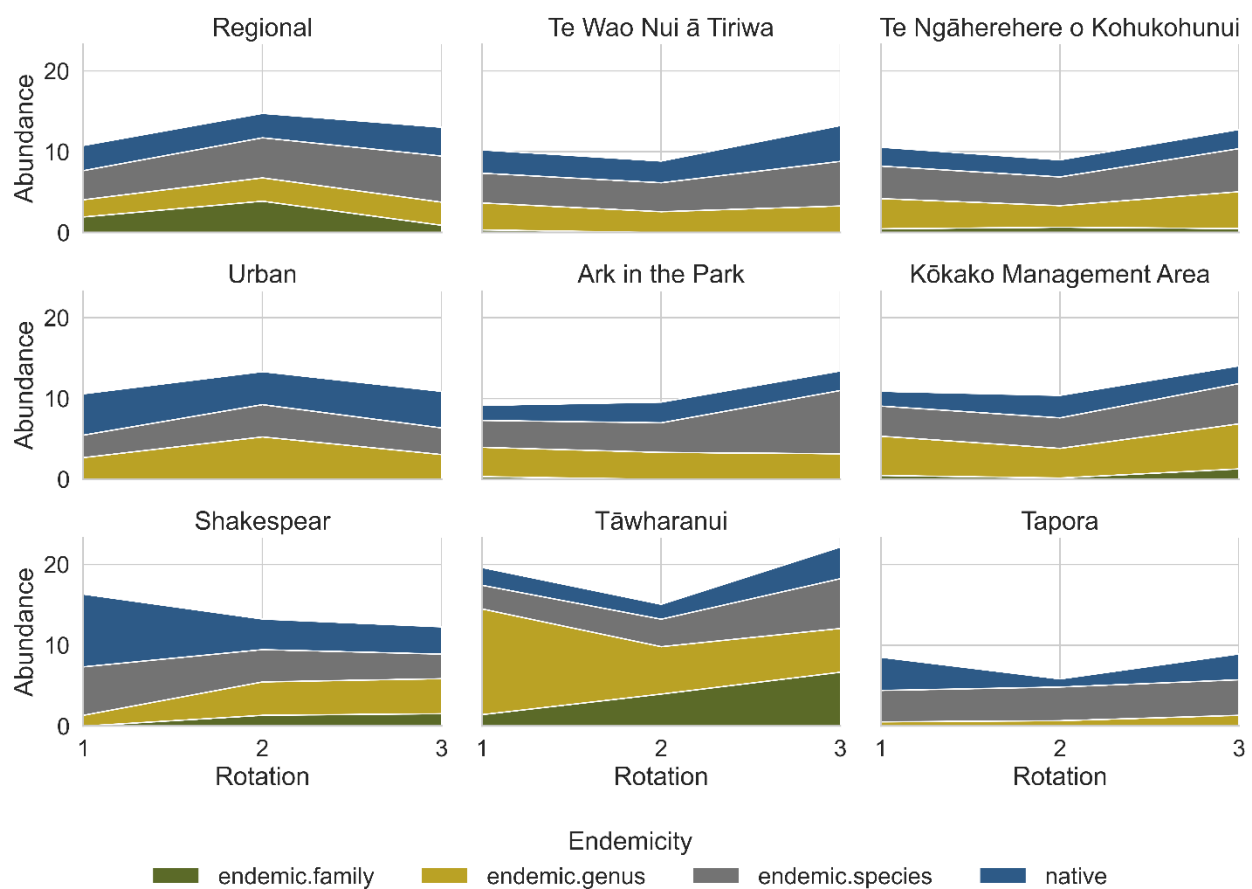 Regional
Te Wao Nui ā Tiriwa
Te Ngāherehere o Kohukohunui
20
10
0
Abundance
Urban
Ark in the Park
Kōkako Management Area
20
10
0
Abundance
Shakespear
Tāwharanui
Tapora
20
10
0
Abundance
1 2 3
1 2 3
1 2 3
Rotation
Rotation
Rotation
Endemicity
endemic.family endemic.genus endemic.species native